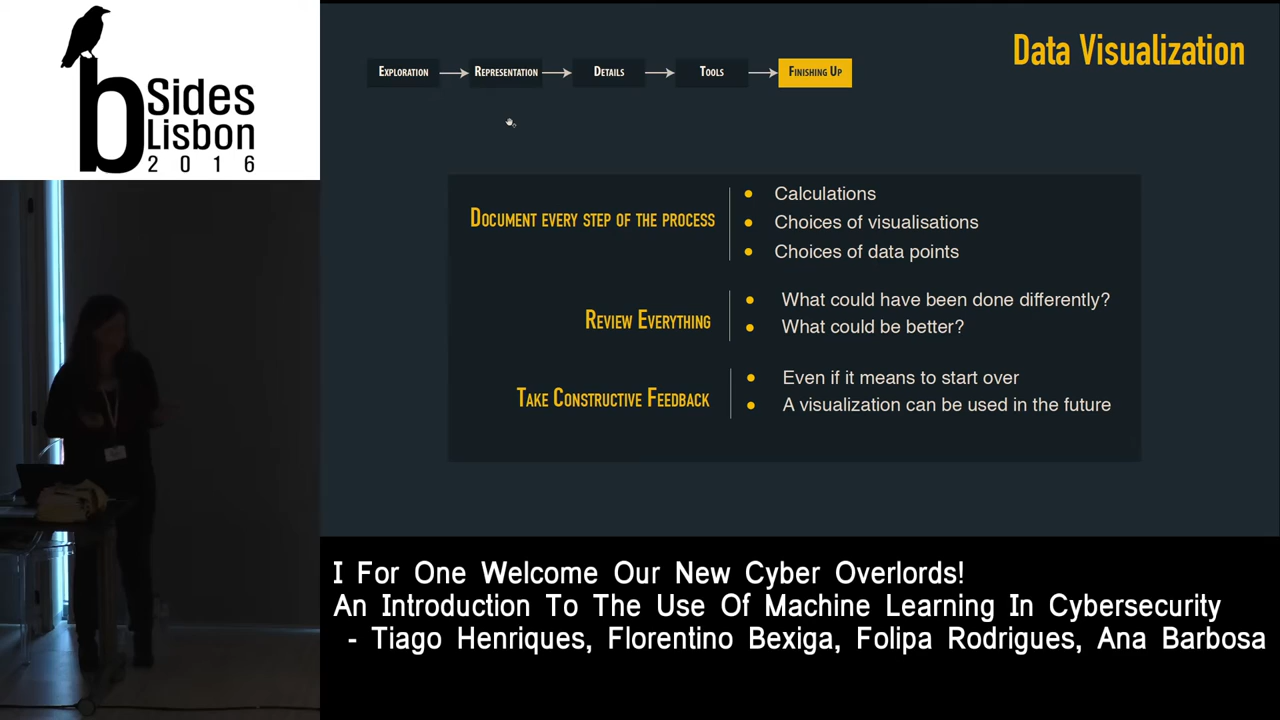 b Sides
Lisbon
2016
Data Visualization
EXPLORATION
REPRESENTATION
DETAILS
TOOLS
FINISHING UP
DOCUMENT EVERY STEP OF THE PROCESS
Calculations
Choices of visualisations
Choices of data points
REVIEW EVERYTHING
What could have been done differently?
What could be better?
TAKE CONSTRUCTIVE FEEDBACK
Even if it means to start over
A visualization can be used in the future
I For One Welcome Our New Cyber Overlords!
An Introduction To The Use Of Machine Learning In Cybersecurity
- Tiago Henriques, Florentino Bexiga, Folipa Rodrigues, Ana Barbosa